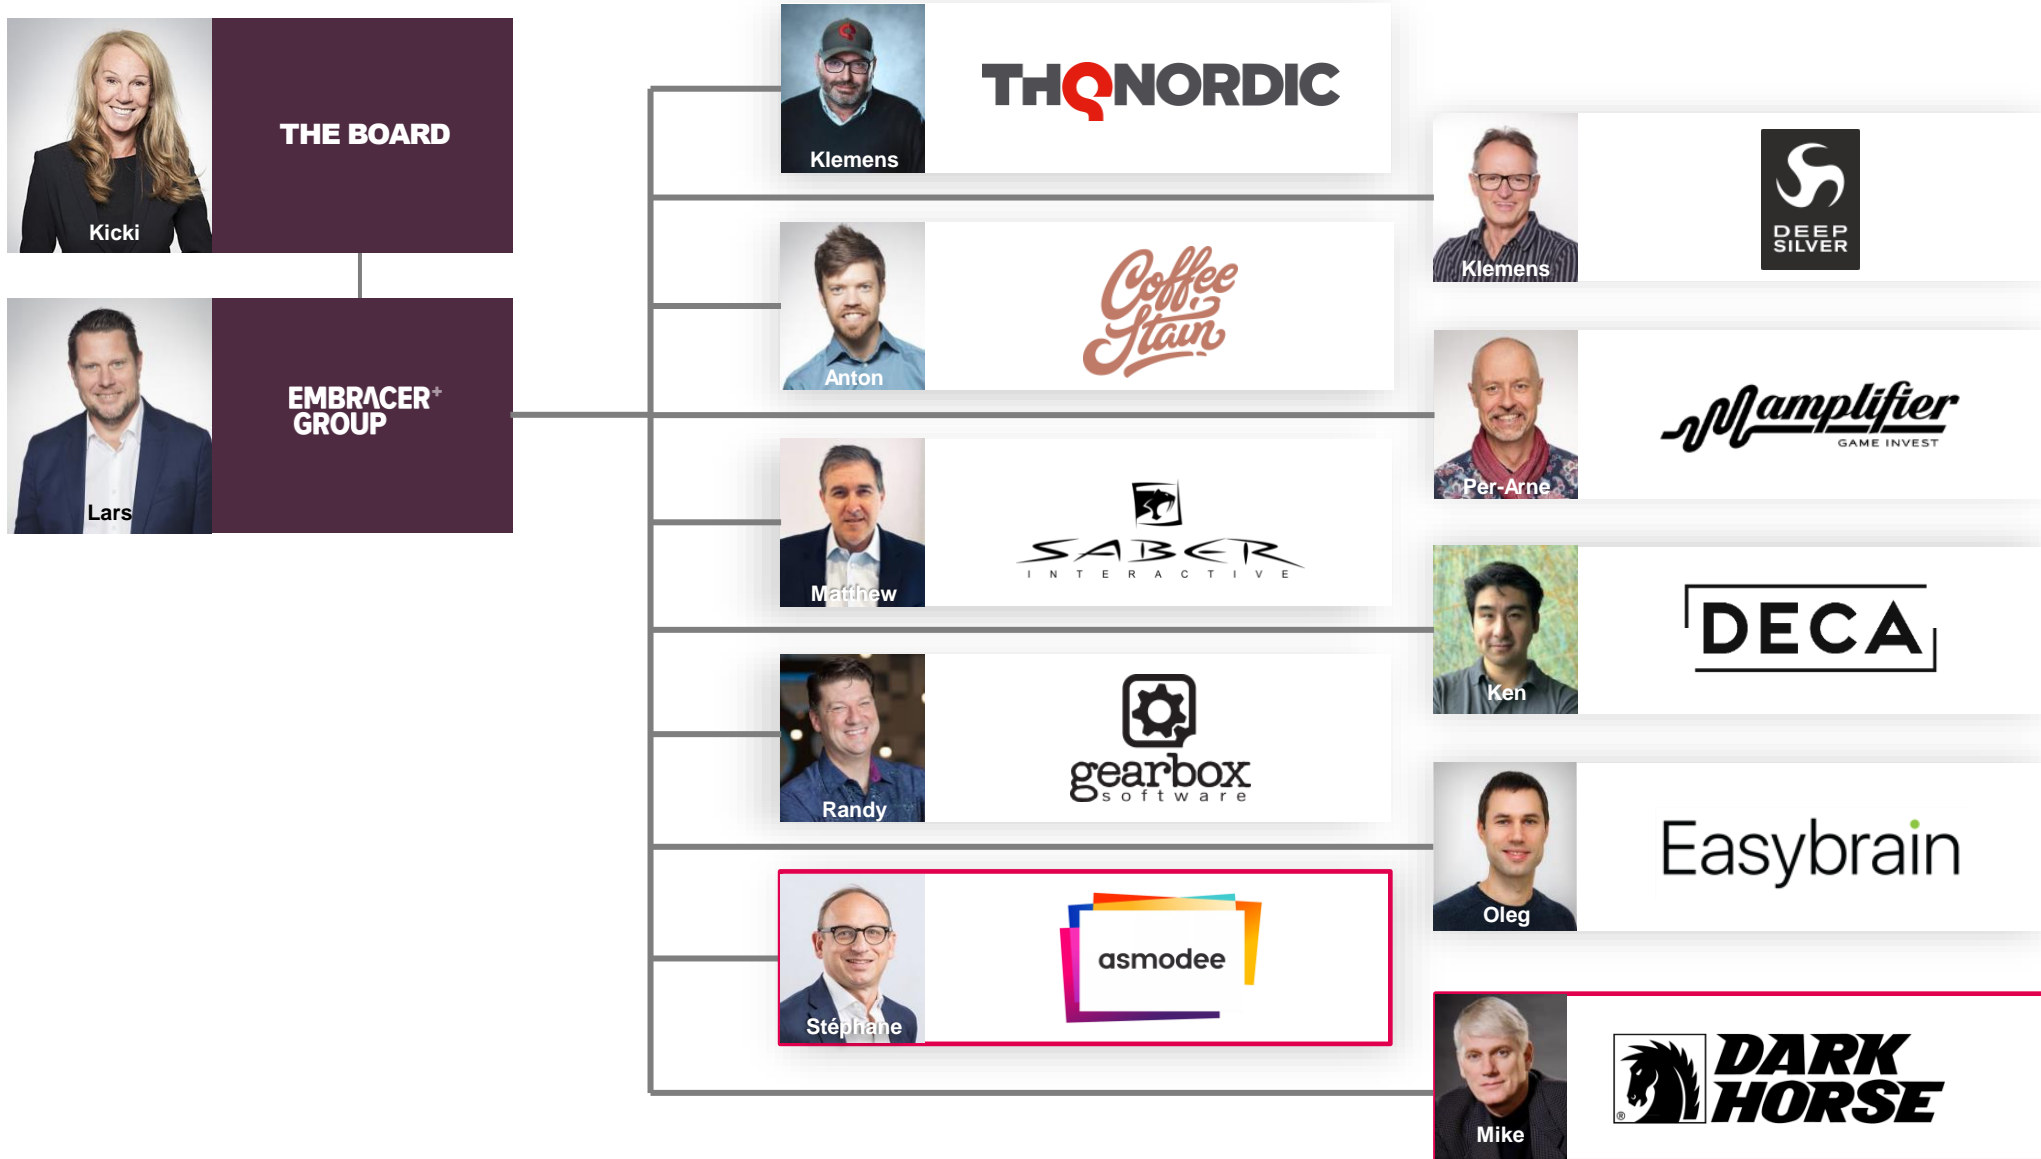 Kicki
THE BOARD
Lars
EMBRACER+
GROUP
Klemens
THQNORDIC
Klemens
DEEP
SILVER
Anton
Coffee
Stain
Per-Arne
amplifier
GAME INVEST
Matthew
SABER
INTERACTIVE
Ken
DECA
Randy
gearbox
software
Oleg
Easybrain
Stéphane
asmodee
Mike
DARK
HORSE
®